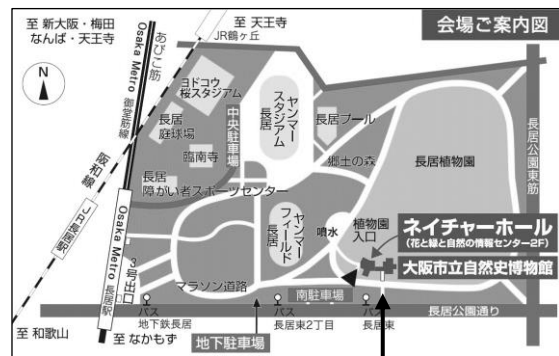 会場ご案内図
至 新大阪・梅田
なんば・天王寺
至 天王寺
JR鶴ヶ丘
あびこ筋
Osaka Metro 御堂筋線
N
阪和線
JR長居駅
Osaka Metro 長居駅
3号出口
ヨドコウ
桜スタジアム
長居
庭球場
臨南寺
長居
障がい者スポーツセンター
中央駐車場
ヤンマー
スタジアム
長居
長居プール
郷土の森
長居植物園
長居公園東筋
ヤンマー
フィールド
長居
噴水
植物園
入口
ネイチャーホール
(花と緑と自然の情報センター2F)
大阪市立自然史博物館
マラソン道路
南駐車場
バス
地下鉄長居
バス
長居東2丁目
バス
長居東
長居公園通り
地下駐車場
至 和歌山
至 なかもず